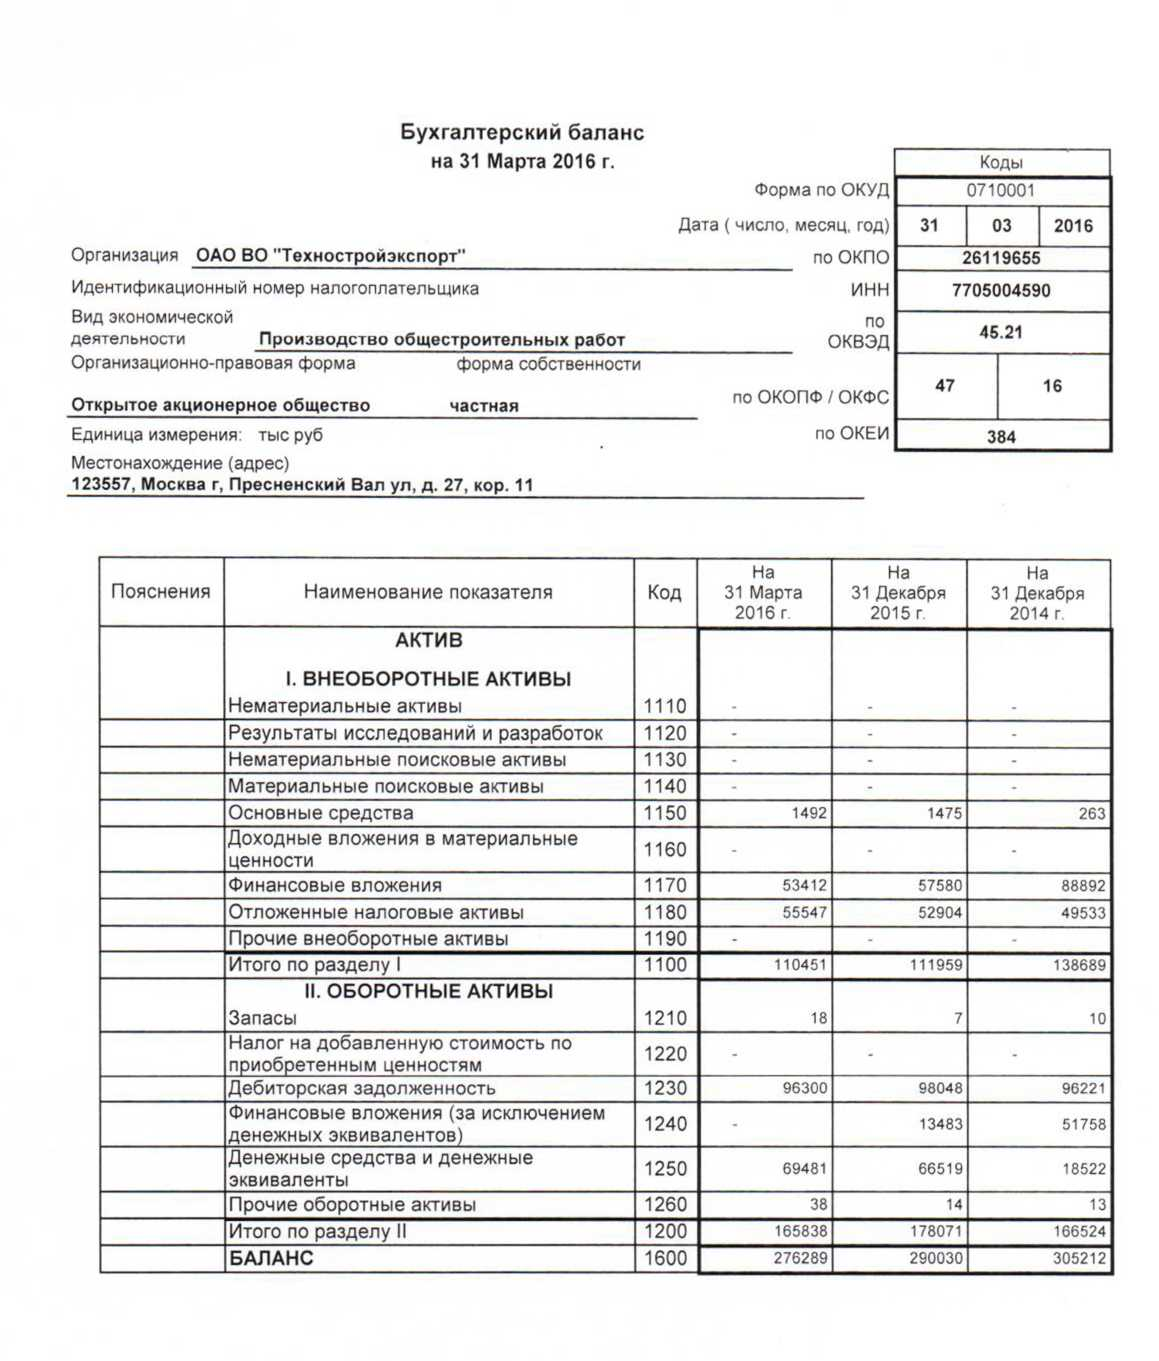 Бухгалтерский баланс
на 31 Марта 2016 г.
Коды
Форма по ОКУД 0710001
Дата ( число, месяц, год) 31 03 2016
Организация ОАО ВО "Техностройэкспорт" по ОКПО 26119655
Идентификационный номер налогоплательщика ИНН 7705004590
Вид экономической
деятельности Производство общестроительных работ по ОКВЭД 45.21
Организационно-правовая форма форма собственности
Открытое акционерное общество частная по ОКОПФ / ОКФС 47 16
Единица измерения: тыс руб по ОКЕИ 384
Местонахождение (адрес)
123557, Москва г, Пресненский Вал ул, д. 27, кор. 11
Пояснения Наименование показателя Код На 31 Марта 2016 г. На 31 Декабря 2015 г. На 31 Декабря 2014 г.
АКТИВ
I. ВНЕОБОРОТНЫЕ АКТИВЫ
Нематериальные активы 1110 - - -
Результаты исследований и разработок 1120 - - -
Нематериальные поисковые активы 1130 - - -
Материальные поисковые активы 1140 - - -
Основные средства 1150 1492 1475 263
Доходные вложения в материальные
ценности 1160 - - -
Финансовые вложения 1170 53412 57580 88892
Отложенные налоговые активы 1180 55547 52904 49533
Прочие внеоборотные активы 1190 - - -
Итого по разделу I 1100 110451 111959 138689
II. ОБОРОТНЫЕ АКТИВЫ
Запасы 1210 18 7 10
Налог на добавленную стоимость по
приобретенным ценностям 1220 - - -
Дебиторская задолженность 1230 96300 98048 96221
Финансовые вложения (за исключением
денежных эквивалентов) 1240 - 13483 51758
Денежные средства и денежные
эквиваленты 1250 69481 66519 18522
Прочие оборотные активы 1260 38 14 13
Итого по разделу II 1200 165838 178071 166524
БАЛАНС 1600 276289 290030 305212